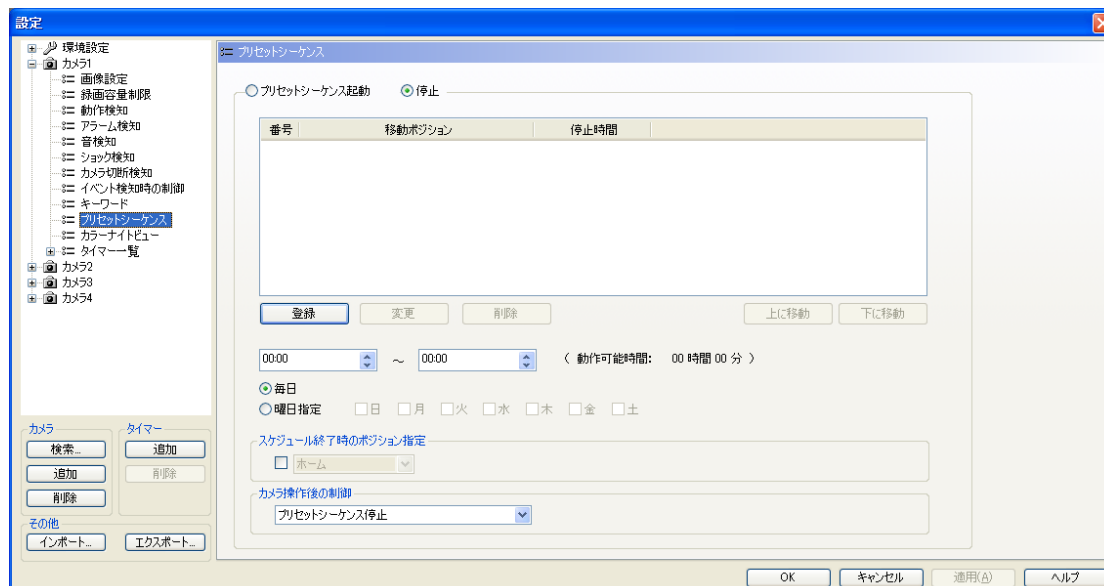 設定
環境設定
カメラ1
画像設定
録画容量制限
動作検知
アラーム検知
音検知
ショック検知
カメラ切断検知
イベント検知時の制御
キーワード
プリセットシーケンス
カラーナイトビュー
タイマー一覧
カメラ2
カメラ3
カメラ4
カメラ
検索...
追加
削除
タイマー
追加
削除
その他
インポート...
エクスポート...
プリセットシーケンス
プリセットシーケンス起動 停止
番号 移動ポジション 停止時間
登録 変更 削除 上に移動 下に移動
00:00 ～ 00:00 （ 動作可能時間: 00 時間 00 分 ）
毎日
曜日指定 日 月 火 水 木 金 土
スケジュール終了時のポジション指定
ホーム
カメラ操作後の制御
プリセットシーケンス停止
OK キャンセル 適用(A) ヘルプ